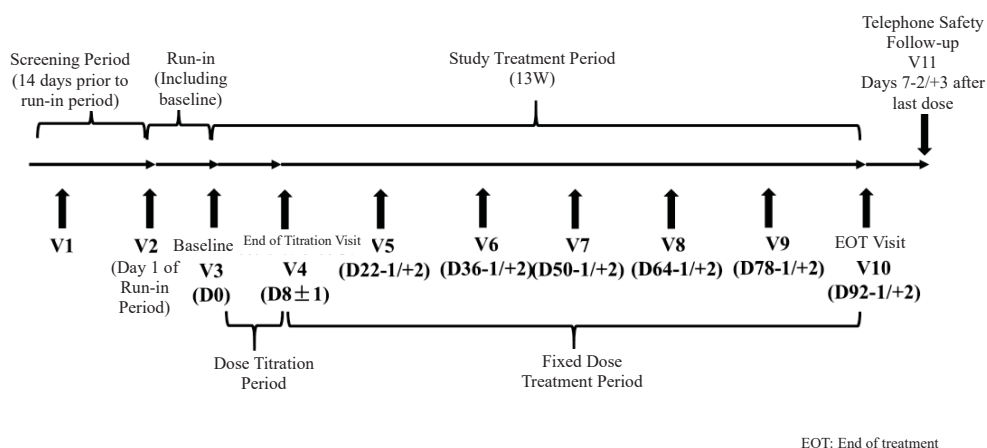 Telephone Safety
Follow-up
V11
Days 7-2/+3 after
last dose
Screening Period
(14 days prior to
run-in period)
Run-in
(Including
baseline)
Study Treatment Period
(13W)
V1
V2
(Day 1 of
Run-in
Period)
Baseline
V3
(D0)
End of Titration Visit
V4
(D8±1)
V5
(D22-1/+2)
V6
(D36-1/+2)
V7
(D50-1/+2)
V8
(D64-1/+2)
V9
(D78-1/+2)
EOT Visit
V10
(D92-1/+2)
Dose Titration
Period
Fixed Dose
Treatment Period
EOT: End of treatment